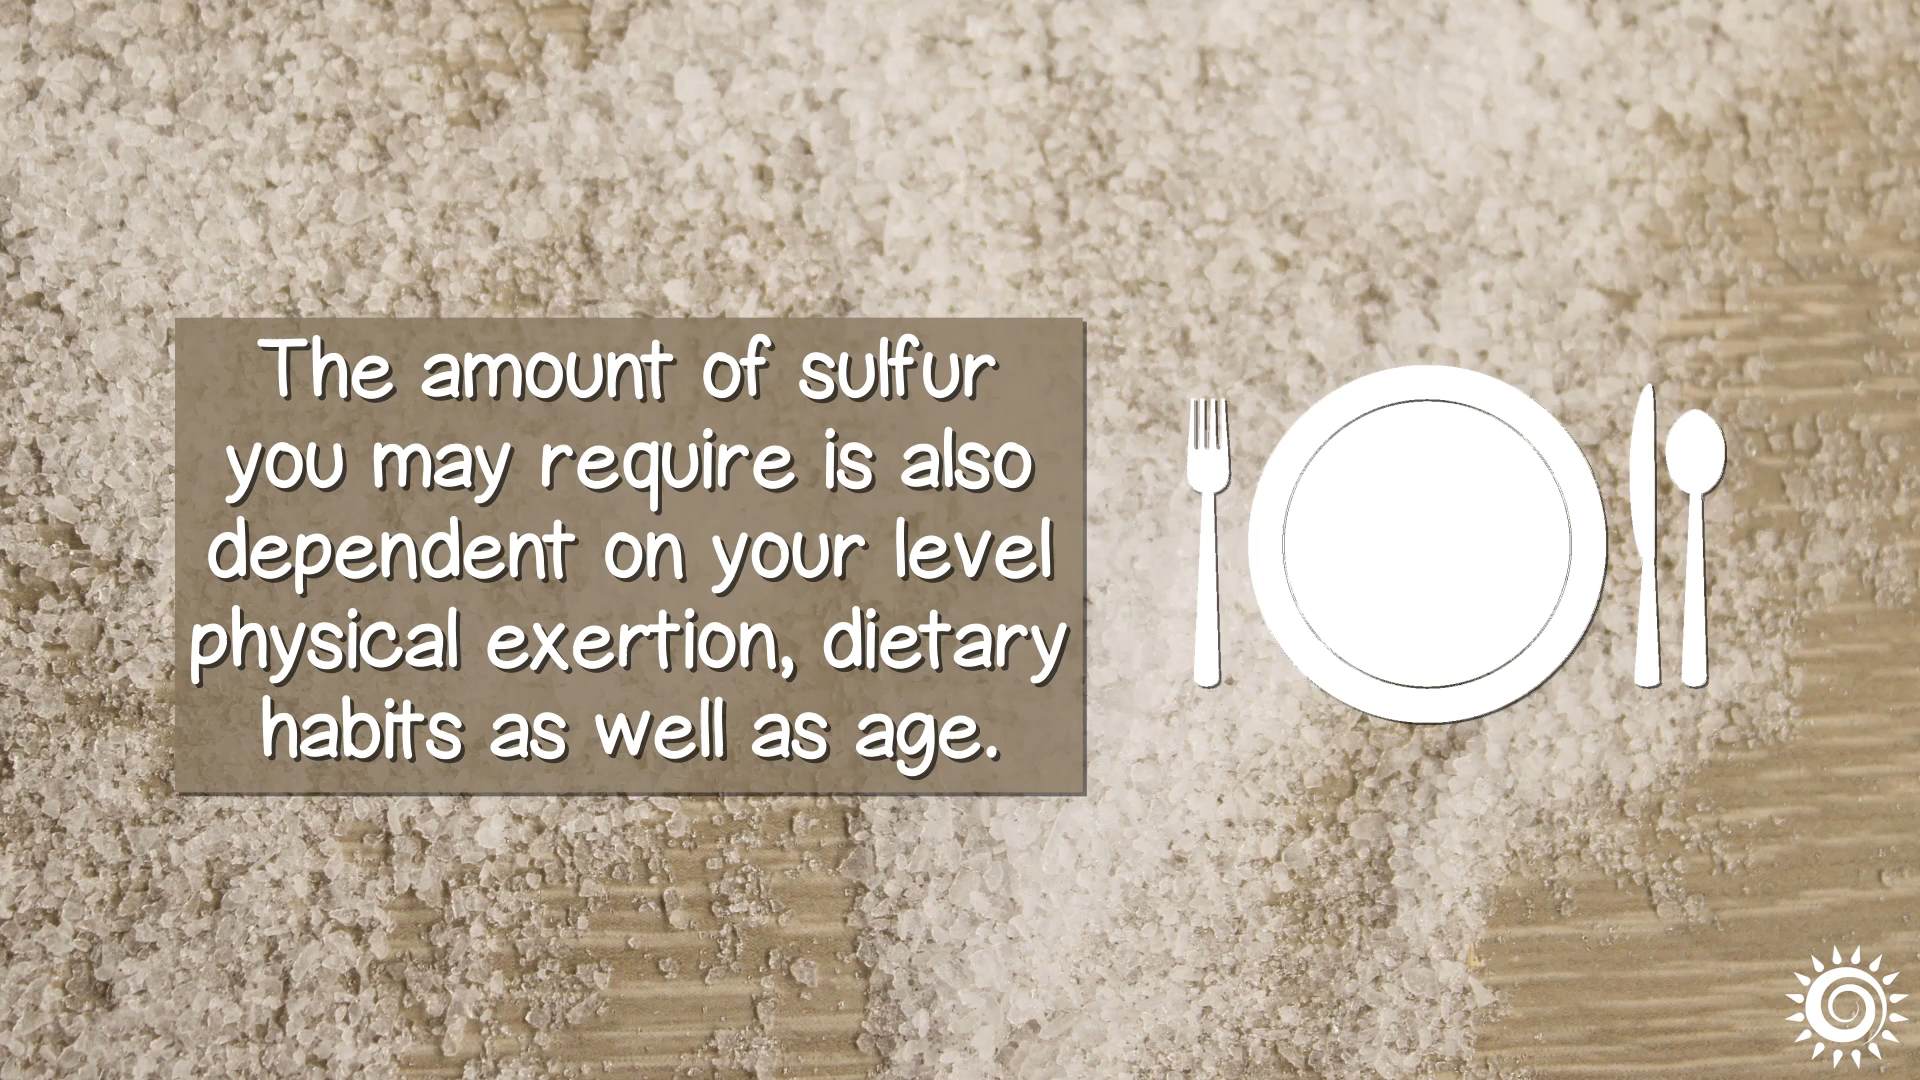 The amount of sulfur
you may require is also
dependent on your level
physical exertion, dietary
habits as well as age.